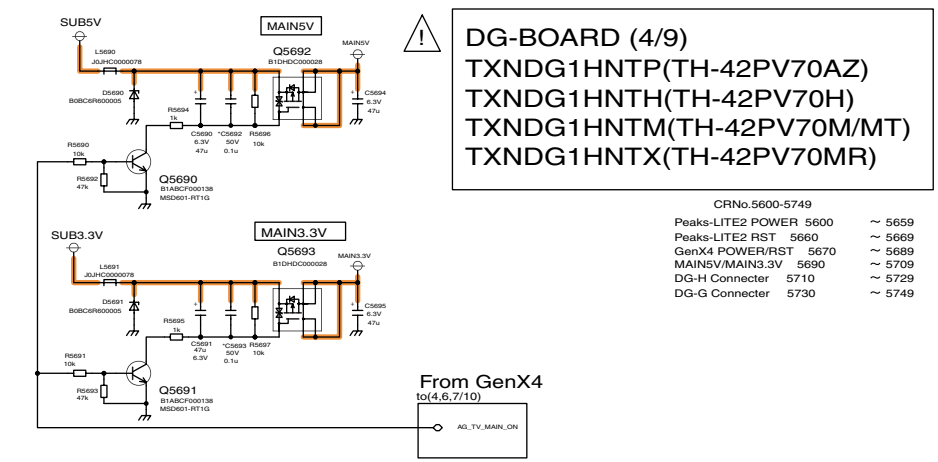 SUB5V
MAIN5V
L5690
J0JHC0000078
Q5692
B1DHDC000028
MAIN5V
D5690
B0BC6R600005
R5694
1k
C5690
6.3V
47u
*C5692
50V
0.1u
R5696
10k
+
C5694
6.3V
47u
R5690
10k
R5692
47k
Q5690
B1ABCF000138
MSD601-RT1G
SUB3.3V
MAIN3.3V
L5691
J0JHC0000078
Q5693
B1DHDC000028
MAIN3.3V
D5691
B0BC6R600005
R5695
1k
C5691
47u
6.3V
*C5693
50V
0.1u
R5697
10k
+
C5695
6.3V
47u
R5691
10k
R5693
47k
Q5691
B1ABCF000138
MSD601-RT1G
From GenX4
to(4,6,7/10)
AG_TV_MAIN_ON
!
DG-BOARD (4/9)
TXNDG1HNTP(TH-42PV70AZ)
TXNDG1HNTH(TH-42PV70H)
TXNDG1HNTM(TH-42PV70M/MT)
TXNDG1HNTX(TH-42PV70MR)
CRNo.5600-5749
Peaks-LITE2 POWER 5600 ~ 5659
Peaks-LITE2 RST 5660 ~ 5669
GenX4 POWER/RST 5670 ~ 5689
MAIN5V/MAIN3.3V 5690 ~ 5709
DG-H Connecter 5710 ~ 5729
DG-G Connecter 5730 ~ 5749